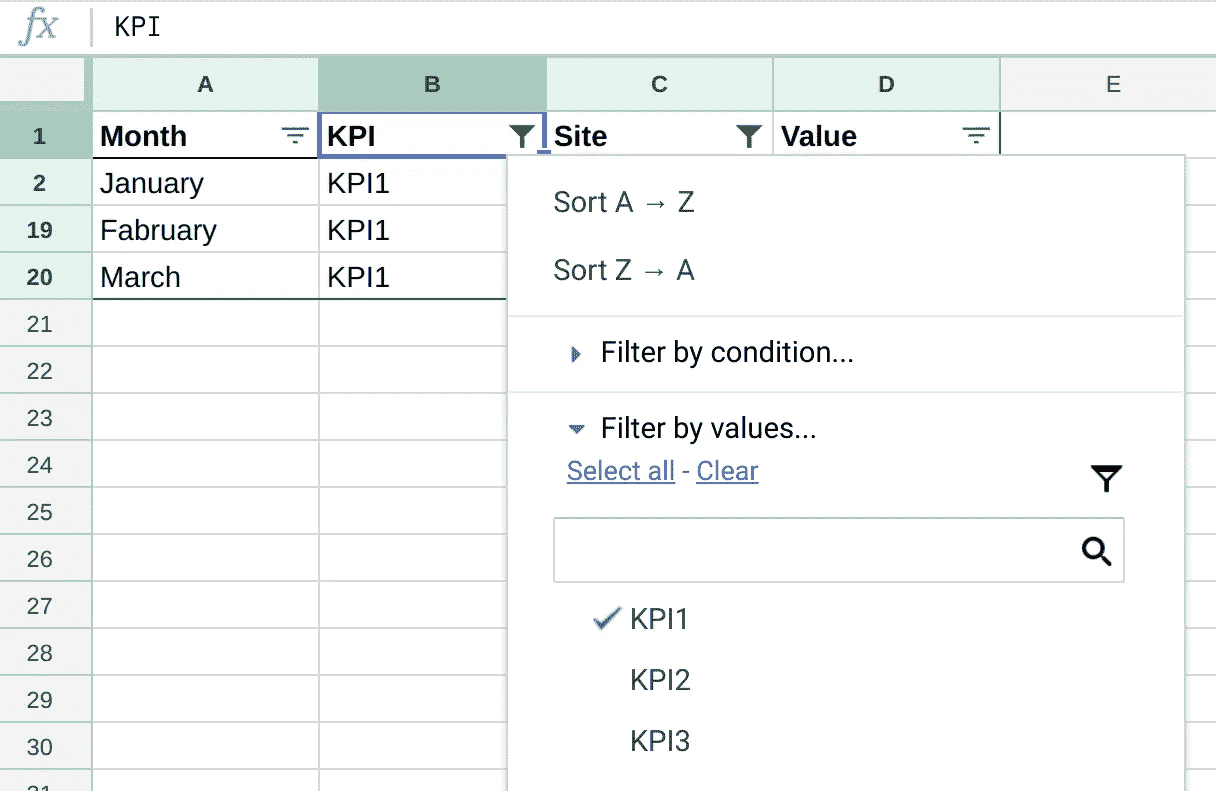 fx KPI
A B C D E
1 Month KPI Site Value
2 January KPI1
19 Fabruary KPI1
20 March KPI1
Sort A → Z
Sort Z → A
Filter by condition...
Filter by values...
Select all - Clear
KPI1
KPI2
KPI3
21
22
23
24
25
26
27
28
29
30